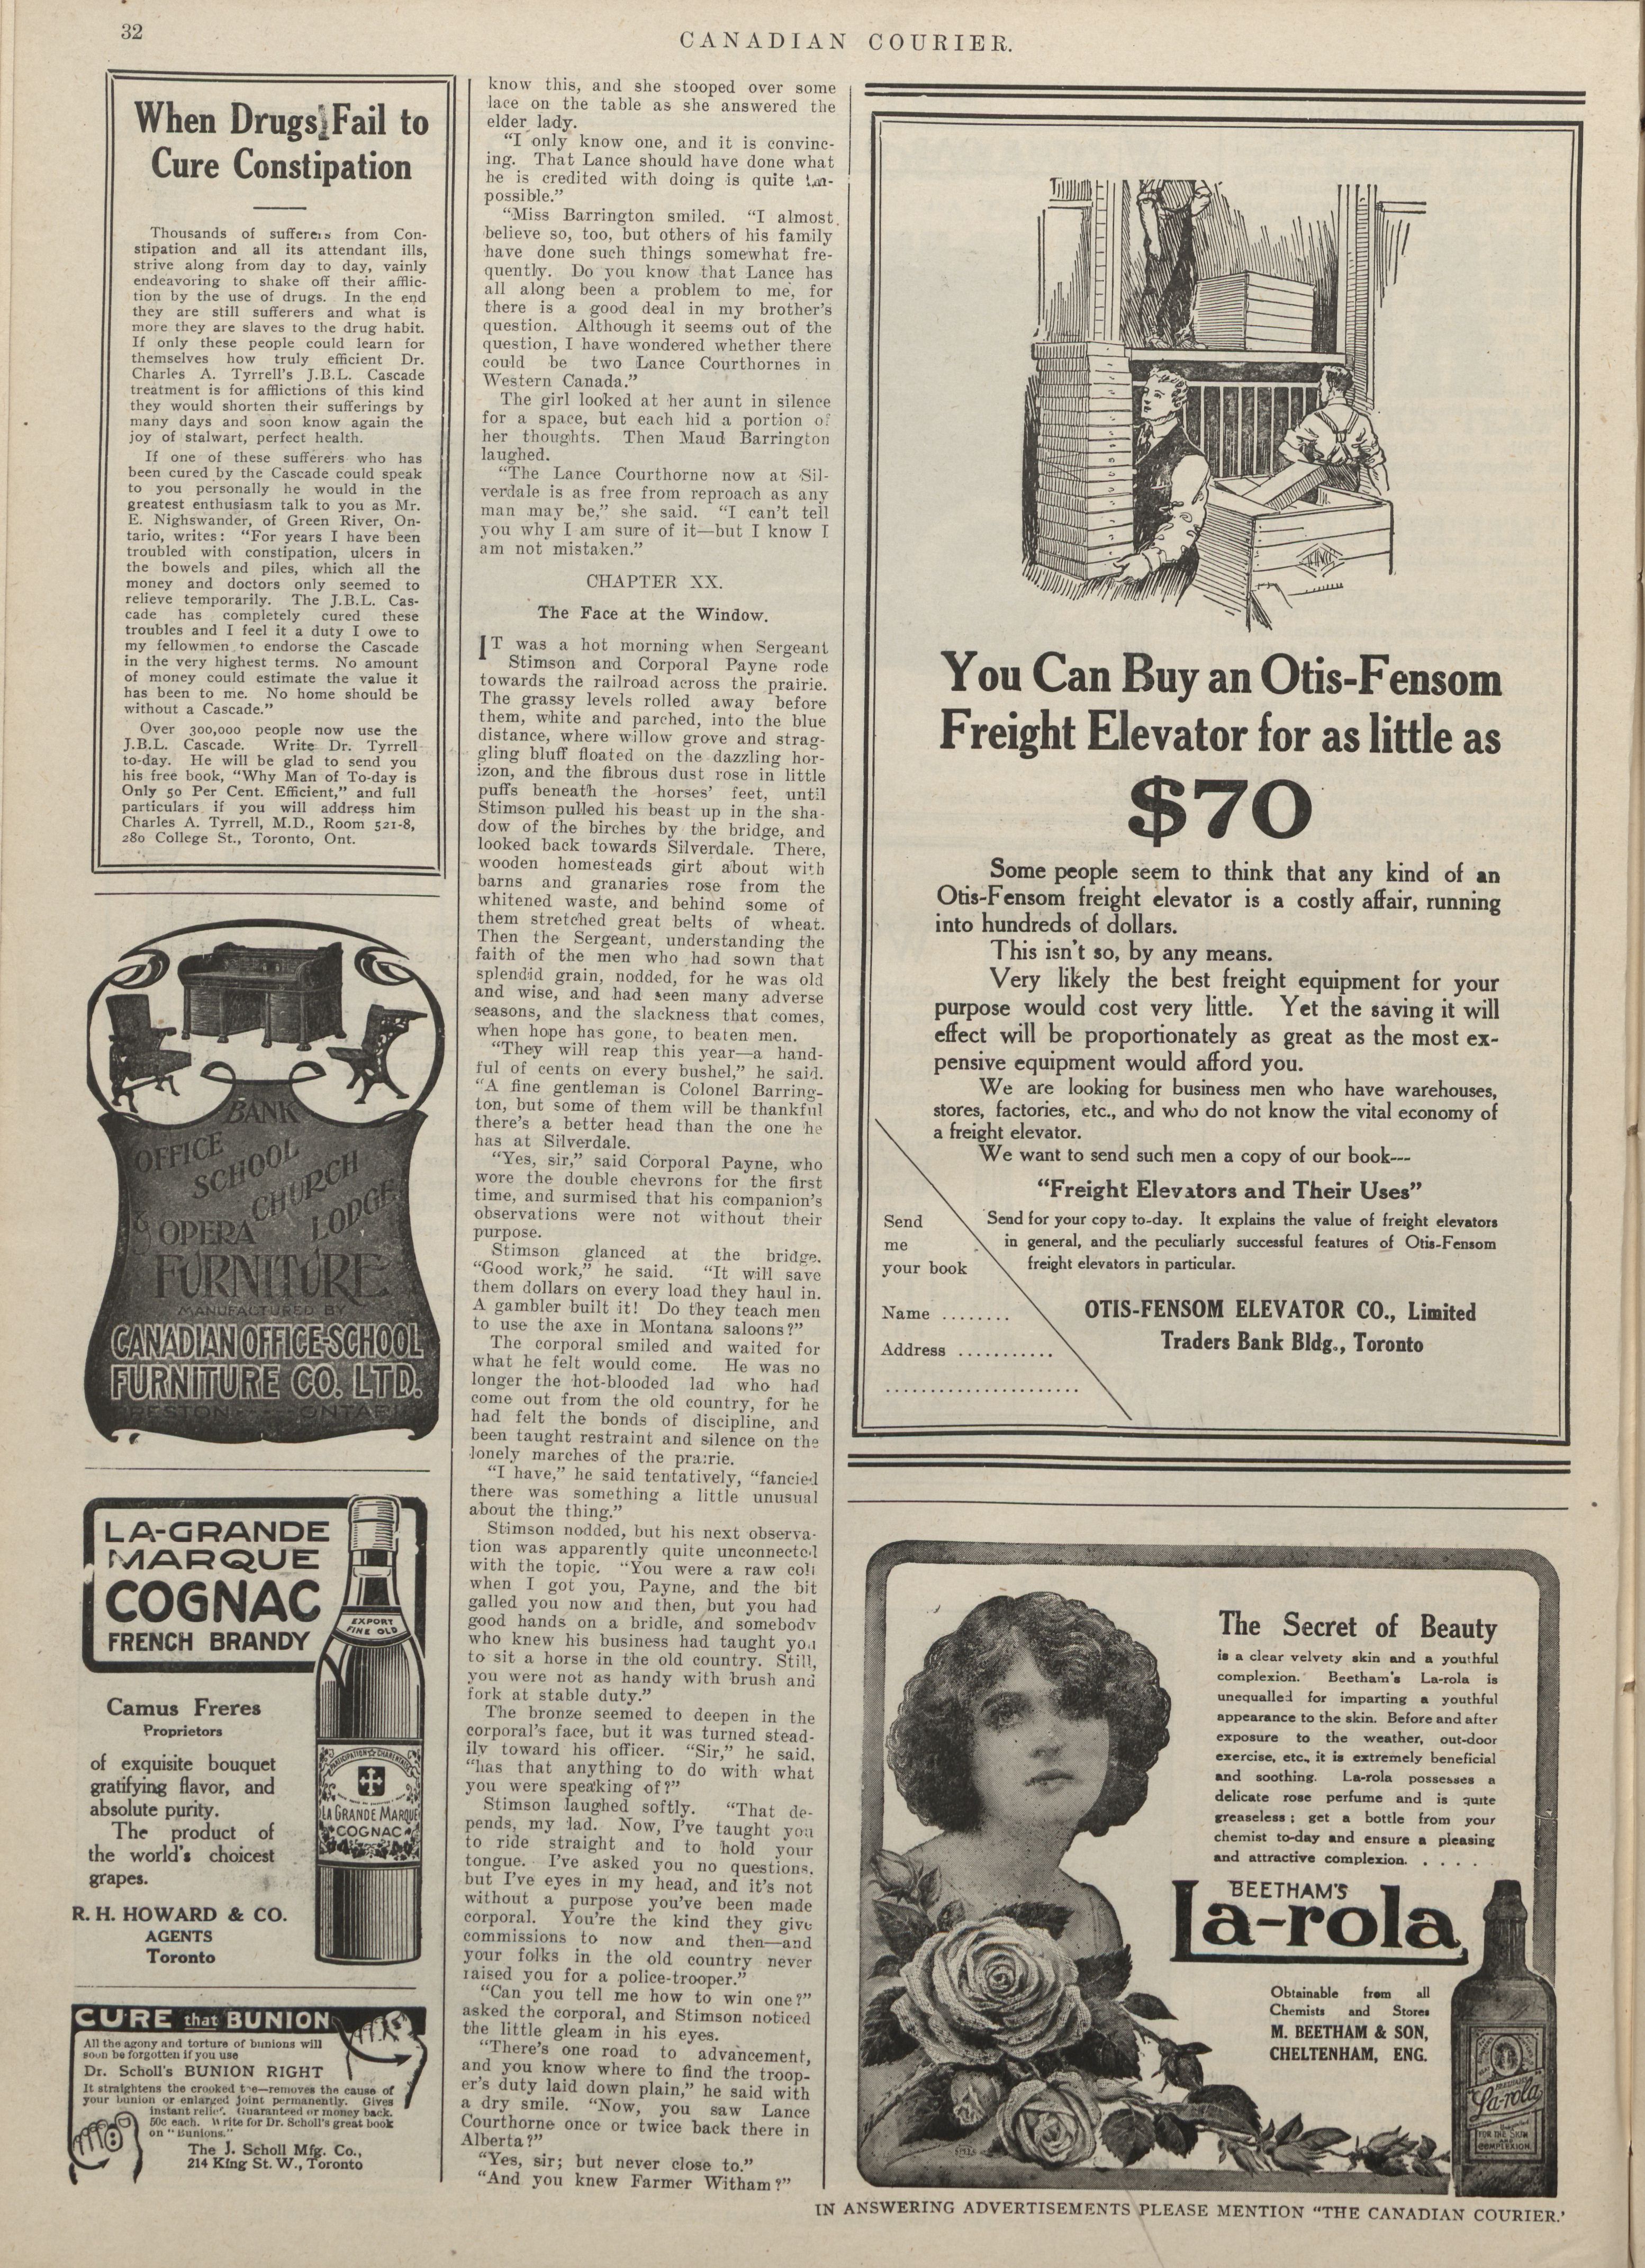 32
CANADIAN COURIER.
When Drugs Fail to
Cure Constipation
Thousands of sufferers from Con-
stipation and all its attendant ills,
strive along from day to day, vainly
endeavoring to shake off their afflic-
tion by the use of drugs. In the end
they are still sufferers and what is
more they are slaves to the drug habit.
If only these people could learn for
themselves how truly efficient Dr.
Charles A. Tyrrell's J.B.L. Cascade
treatment is for afflictions of this kind
they would shorten their sufferings by
many days and soon know again the
joy of stalwart, perfect health.
If one of these sufferers who has
been cured by the Cascade could speak
to you personally he would in the
greatest enthusiasm talk to you as Mr.
E. Nighswander, of Green River, On-
tario, writes: "For years I have been
troubled with constipation, ulcers in
the bowels and piles, which all the
money and doctors only seemed to
relieve temporarily. The J.B.L. Cas-
cade has completely cured these
troubles and I feel it a duty I owe to
my fellowmen to endorse the Cascade
in the very highest terms. No amount
of money could estimate the value it
has been to me. No home should be
without a Cascade."
Over 300,000 people now use the
J.B.L. Cascade. Write Dr. Tyrrell
to-day. He will be glad to send you
his free book, "Why Man of To-day is
Only 50 Per Cent. Efficient," and full
particulars if you will address him
Charles A. Tyrrell, M.D., Room 521-8,
280 College St., Toronto, Ont.
BANK
OFFICE
SCHOOL
CHURCH
LODGE
& OPERA
FURNITURE
MANUFACTURED BY
CANADIAN OFFICE-SCHOOL
FURNITURE CO. LTD.
PRESTON ONTARIO
LA-GRANDE
MARQUE
COGNAC
FRENCH BRANDY
EXPORT
FINE OLD
Camus Freres
Proprietors
of exquisite bouquet
gratifying flavor, and
absolute purity.
The product of
the world's choicest
grapes.
LA GRANDE MARQUE
COGNAC
R. H. HOWARD & CO.
AGENTS
Toronto
CURE that BUNION
All the agony and torture of bunions will
soon be forgotten if you use
Dr. Scholl's BUNION RIGHT
It straightens the crooked toe—removes the cause of
your bunion or enlarged joint permanently. Gives
instant relief. Guaranteed or money back.
50c each. Write for Dr. Scholl's great book
on "Bunions."
The J. Scholl Mfg. Co.,
214 King St. W., Toronto
know this, and she stooped over some
lace on the table as she answered the
elder lady.
"I only know one, and it is convinc-
ing. That Lance should have done what
he is credited with doing is quite im-
possible."
"Miss Barrington smiled. "I almost
believe so, too, but others of his family
have done such things somewhat fre-
quently. Do you know that Lance has
all along been a problem to me, for
there is a good deal in my brother's
question. Although it seems out of the
question, I have wondered whether there
could be two Lance Courthornes in
Western Canada."
The girl looked at her aunt in silence
for a space, but each hid a portion of
her thoughts. Then Maud Barrington
laughed.
"The Lance Courthorne now at Sil-
verdale is as free from reproach as any
man may be," she said. "I can't tell
you why I am sure of it—but I know I
am not mistaken."
CHAPTER XX.
The Face at the Window.
IT was a hot morning when Sergeant
Stimson and Corporal Payne rode
towards the railroad across the prairie.
The grassy levels rolled away before
them, white and parched, into the blue
distance, where willow grove and strag-
gling bluff floated on the dazzling hor-
izon, and the fibrous dust rose in little
puffs beneath the horses' feet, until
Stimson pulled his beast up in the sha-
dow of the birches by the bridge, and
looked back towards Silverdale. There,
wooden homesteads girt about with
barns and granaries rose from the
whitened waste, and behind some of
them stretched great belts of wheat.
Then the Sergeant, understanding the
faith of the men who had sown that
splendid grain, nodded, for he was old
and wise, and had seen many adverse
seasons, and the slackness that comes,
when hope has gone, to beaten men.
"They will reap this year—a hand-
ful of cents on every bushel," he said.
"A fine gentleman is Colonel Barring-
ton, but some of them will be thankful
there's a better head than the one he
has at Silverdale.
"Yes, sir," said Corporal Payne, who
wore the double chevrons for the first
time, and surmised that his companion's
observations were not without their
purpose.
Stimson glanced at the bridge.
"Good work," he said. "It will save
them dollars on every load they haul in.
A gambler built it! Do they teach men
to use the axe in Montana saloons?"
The corporal smiled and waited for
what he felt would come. He was no
longer the hot-blooded lad who had
come out from the old country, for he
had felt the bonds of discipline, and
been taught restraint and silence on the
lonely marches of the prairie.
"I have," he said tentatively, "fancied
there was something a little unusual
about the thing."
Stimson nodded, but his next observa-
tion was apparently quite unconnected
with the topic. "You were a raw colt
when I got you, Payne, and the bit
galled you now and then, but you had
good hands on a bridle, and somebody
who knew his business had taught you
to sit a horse in the old country. Still,
you were not as handy with brush and
fork at stable duty."
The bronze seemed to deepen in the
corporal's face, but it was turned stead-
ily toward his officer. "Sir," he said,
"has that anything to do with what
you were speaking of?"
Stimson laughed softly. "That de-
pends, my lad. Now, I've taught you
to ride straight and to hold your
tongue. I've asked you no questions,
but I've eyes in my head, and it's not
without a purpose you've been made
corporal. You're the kind they give
commissions to now and then—and
your folks in the old country never
raised you for a police-trooper."
"Can you tell me how to win one?"
asked the corporal, and Stimson noticed
the little gleam in his eyes.
"There's one road to advancement,
and you know where to find the troop-
er's duty laid down plain," he said with
a dry smile. "Now, you saw Lance
Courthorne once or twice back there in
Alberta?"
"Yes, sir; but never close to."
"And you knew Farmer Witham?"
You Can Buy an Otis-Fensom
Freight Elevator for as little as
$70
Some people seem to think that any kind of an
Otis-Fensom freight elevator is a costly affair, running
into hundreds of dollars.
This isn't so, by any means.
Very likely the best freight equipment for your
purpose would cost very little. Yet the saving it will
effect will be proportionately as great as the most ex-
pensive equipment would afford you.
We are looking for business men who have warehouses,
stores, factories, etc., and who do not know the vital economy of
a freight elevator.
We want to send such men a copy of our book---
"Freight Elevators and Their Uses"
Send for your copy to-day. It explains the value of freight elevators
in general, and the peculiarly successful features of Otis-Fensom
freight elevators in particular.
Send
me
your book
Name ........
Address ...........
......................
OTIS-FENSOM ELEVATOR CO., Limited
Traders Bank Bldg., Toronto
The Secret of Beauty
is a clear velvety skin and a youthful
complexion. Beetham's La-rola is
unequalled for imparting a youthful
appearance to the skin. Before and after
exposure to the weather, out-door
exercise, etc., it is extremely beneficial
and soothing. La-rola possesses a
delicate rose perfume and is quite
greaseless; get a bottle from your
chemist to-day and ensure a pleasing
and attractive complexion. . . . . .
BEETHAM'S
La-rola
Obtainable from all
Chemists and Stores
M. BEETHAM & SON,
CHELTENHAM, ENG.
La-rola
FOR THE SKIN
AND
COMPLEXION
IN ANSWERING ADVERTISEMENTS PLEASE MENTION "THE CANADIAN COURIER.'